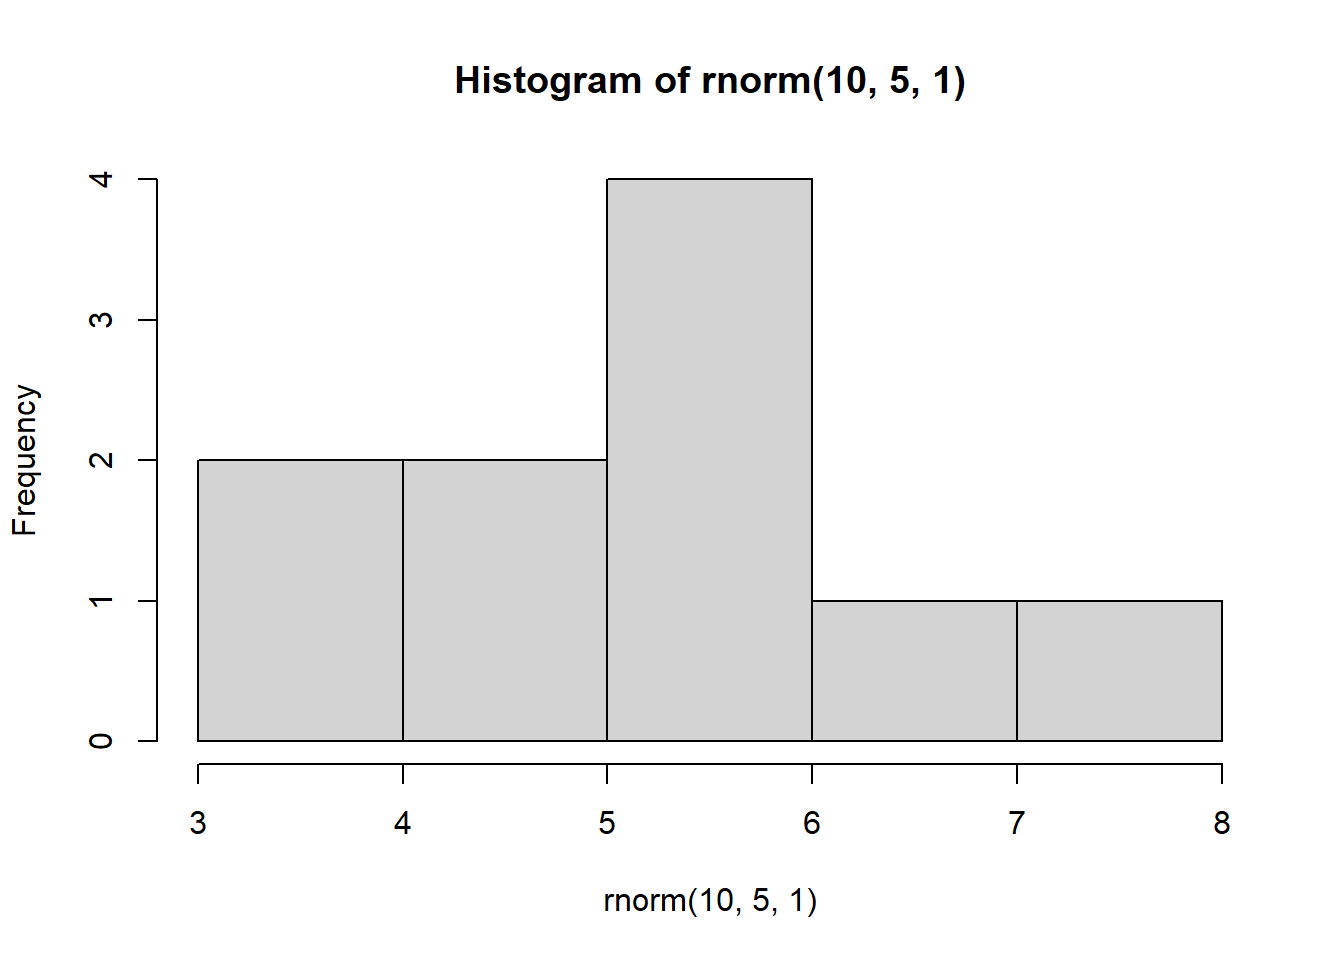 Histogram of rnorm(10, 5, 1)
Frequency
4
3
2
1
0
3 4 5 6 7 8
rnorm(10, 5, 1)